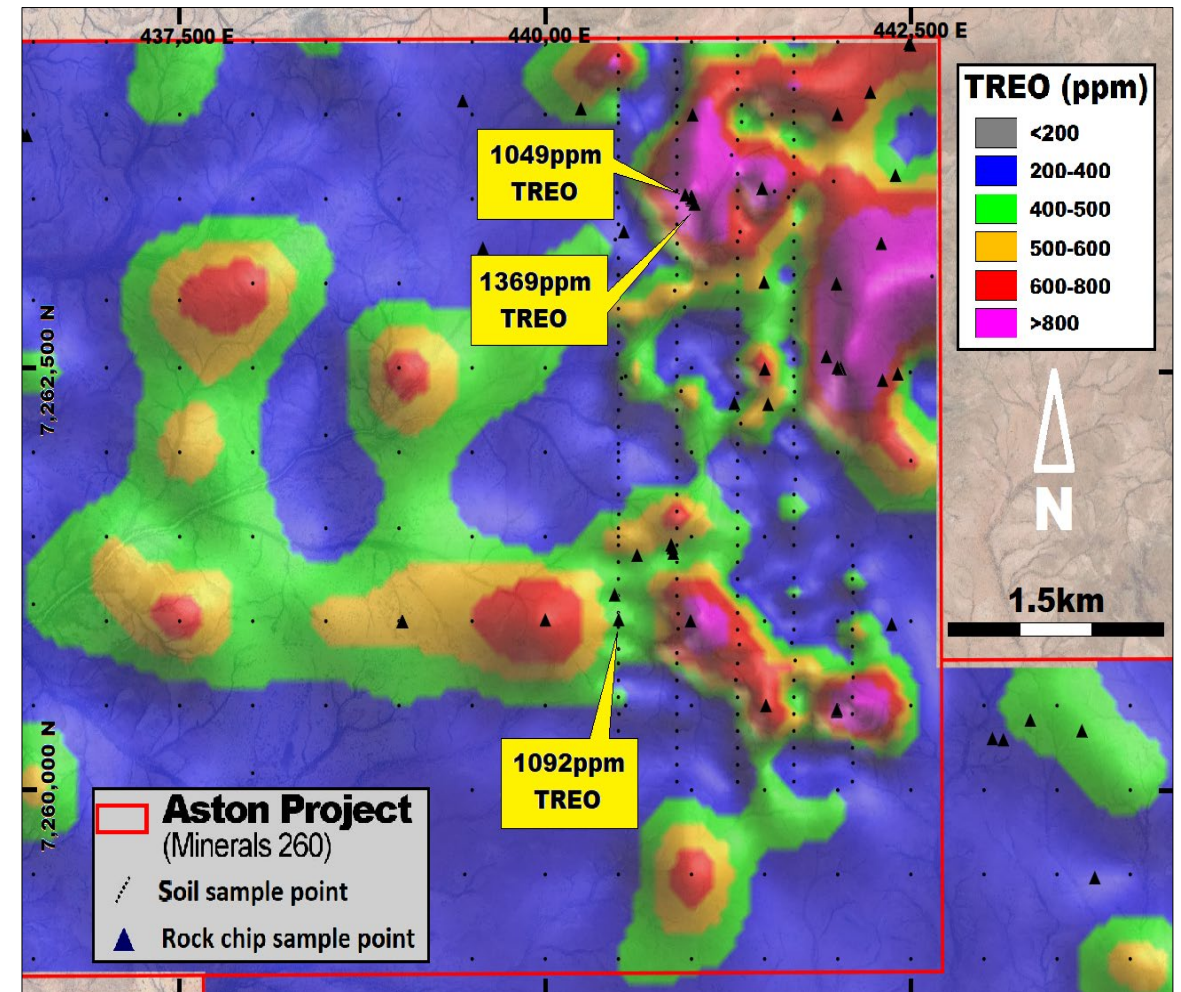 437,500 E
440,00 E
442,500 E
TREO (ppm)
<200
200-400
400-500
500-600
600-800
>800
1049ppm
TREO
1369ppm
TREO
7,262,500 N
N
1.5km
1092ppm
TREO
7,260,000 N
Aston Project
(Minerals 260)
Soil sample point
Rock chip sample point